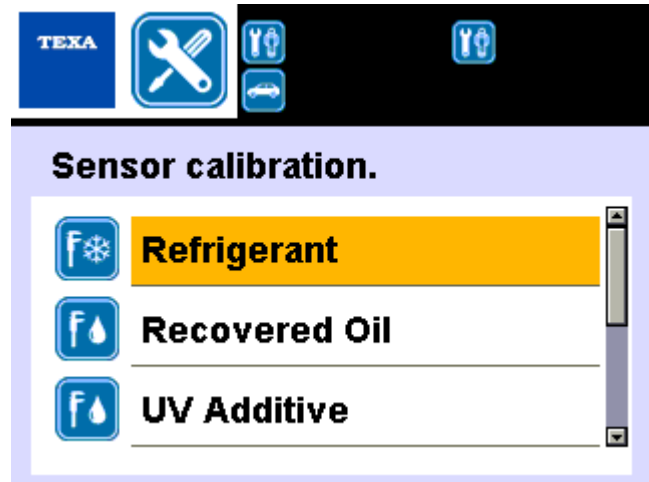 TEXA
Sensor calibration.
Refrigerant
Recovered Oil
UV Additive